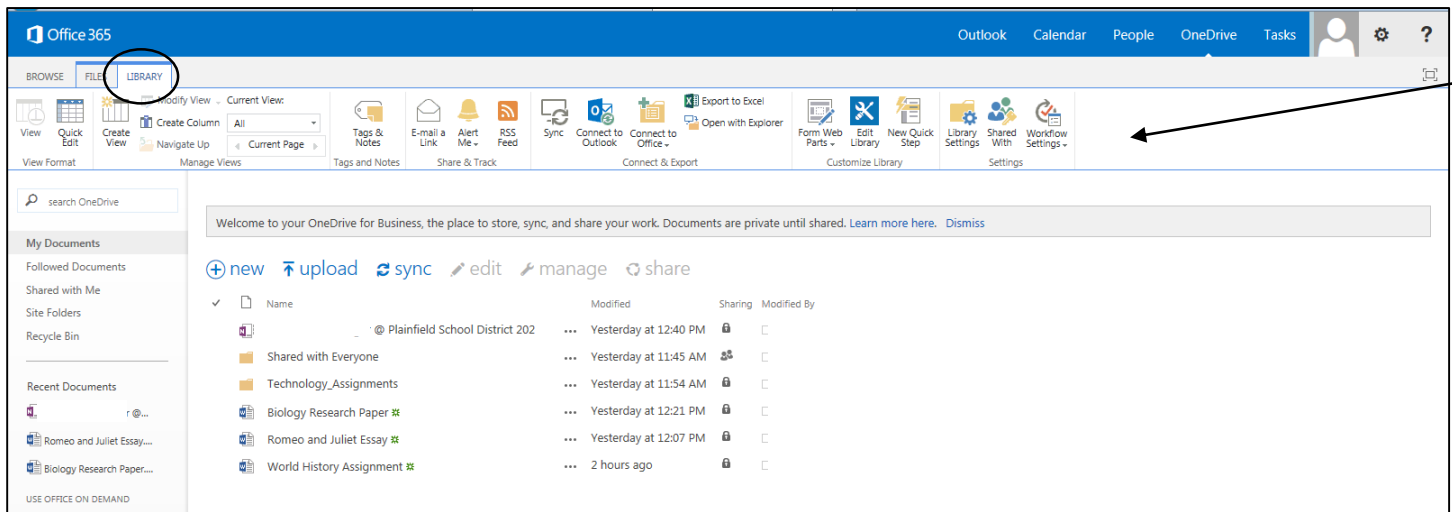 Office 365
Outlook Calendar People OneDrive Tasks ?
BROWSE FILES LIBRARY
View
Quick Edit
View Format
Create View
Modify View
Create Column
Navigate Up
Current View:
All
Current Page
Manage Views
Tags & Notes
Tags and Notes
E-mail a Link
Alert Me
RSS Feed
Share & Track
Sync
Connect to Outlook
Connect to Office
Export to Excel
Open with Explorer
Connect & Export
Form Web Parts
Edit Library
New Quick Step
Customize Library
Library Settings
Shared With
Workflow Settings
Settings
search OneDrive
My Documents
Followed Documents
Shared with Me
Site Folders
Recycle Bin
Recent Documents
r @...
Romeo and Juliet Essay....
Biology Research Paper....
USE OFFICE ON DEMAND
Welcome to your OneDrive for Business, the place to store, sync, and share your work. Documents are private until shared. Learn more here. Dismiss
new upload sync edit manage share
Name Modified Sharing Modified By
@ Plainfield School District 202 ... Yesterday at 12:40 PM
Shared with Everyone ... Yesterday at 11:45 AM
Technology_Assignments ... Yesterday at 11:54 AM
Biology Research Paper ... Yesterday at 12:21 PM
Romeo and Juliet Essay ... Yesterday at 12:07 PM
World History Assignment ... 2 hours ago